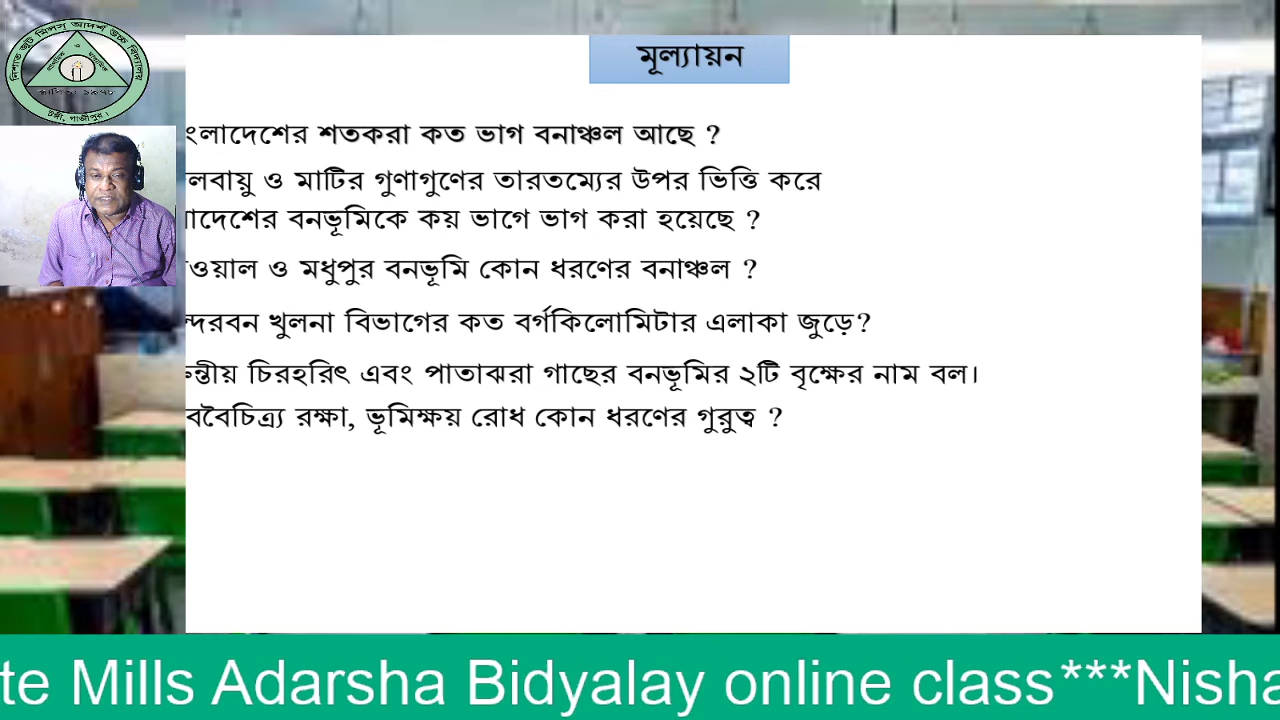 মূল্যায়ন
ংলাদেশের শতকরা কত ভাগ বনাঞ্চল আছে ?
লবায়ু ও মাটির গুণাগুণের তারতম্যের উপর ভিত্তি করে
াদেশের বনভূমিকে কয় ভাগে ভাগ করা হয়েছে ?
ওয়াল ও মধুপুর বনভূমি কোন ধরণের বনাঞ্চল ?
ন্দরবন খুলনা বিভাগের কত বর্গকিলোমিটার এলাকা জুড়ে?
ন্তীয় চিরহরিৎ এবং পাতাঝরা গাছের বনভূমির ২টি বৃক্ষের নাম বল।
ববৈচিত্র্য রক্ষা, ভূমিক্ষয় রোধ কোন ধরণের গুরুত্ব ?
টঙ্গী, গাজীপুর।
te Mills Adarsha Bidyalay online class***Nisha